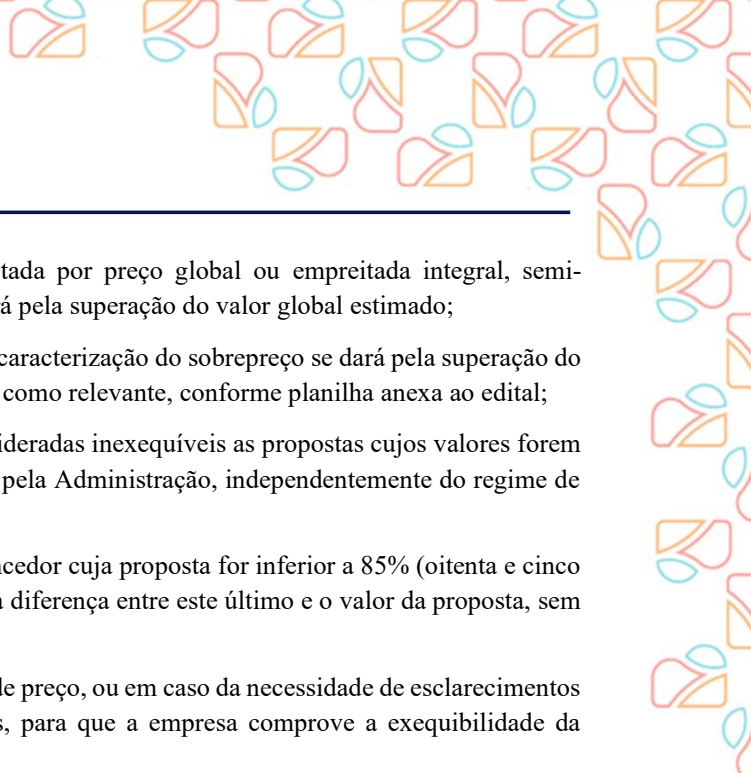 tada por preço global ou empreitada integral, semi-
á pela superação do valor global estimado;
caracterização do sobrepreço se dará pela superação do
como relevante, conforme planilha anexa ao edital;
ideradas inexequíveis as propostas cujos valores forem
pela Administração, independentemente do regime de
ncedor cuja proposta for inferior a 85% (oitenta e cinco
a diferença entre este último e o valor da proposta, sem
de preço, ou em caso da necessidade de esclarecimentos
s, para que a empresa comprove a exequibilidade da